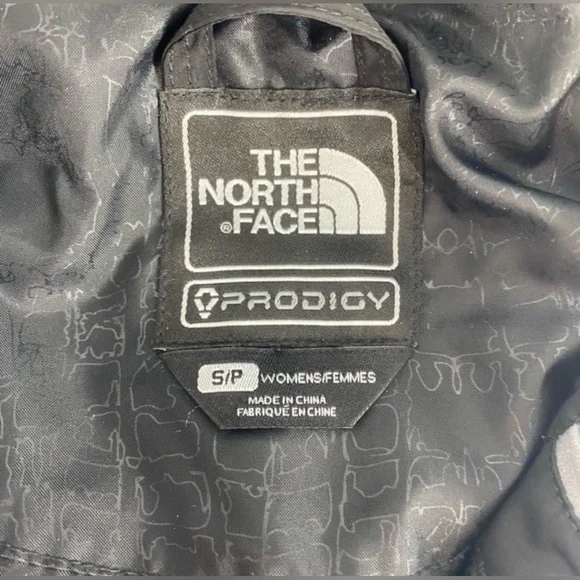 THE
NORTH
®FACE
PRODIGY
S/P WOMENS/FEMMES
MADE IN CHINA
FABRIQUÉ EN CHINE